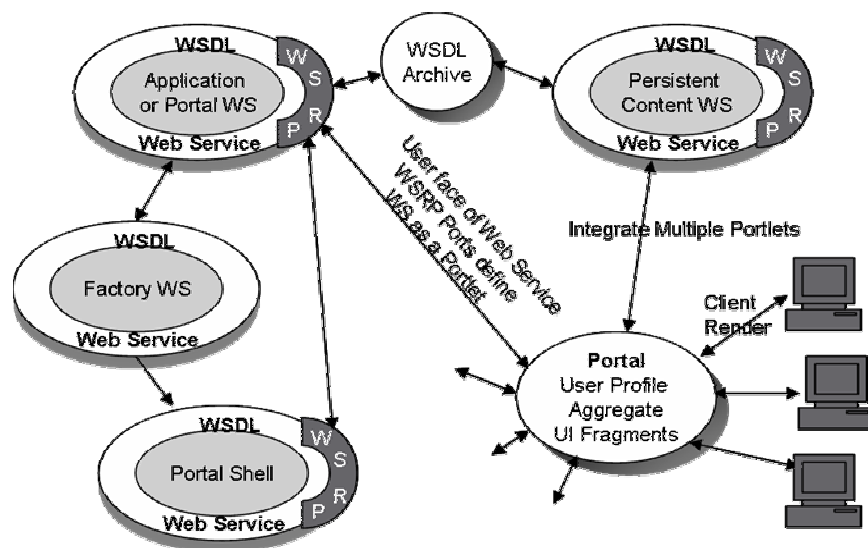 WSDL
Application
or Portal WS
Web Service
W
S
R
P
WSDL
Archive
WSDL
Persistent
Content WS
Web Service
W
S
R
P
User face of Web Service
WSRP Ports define
WS as a Portlet
Integrate Multiple Portlets
WSDL
Factory WS
Web Service
Client
Render
Portal
User Profile
Aggregate
UI Fragments
WSDL
Portal Shell
Web Service
W
S
R
P